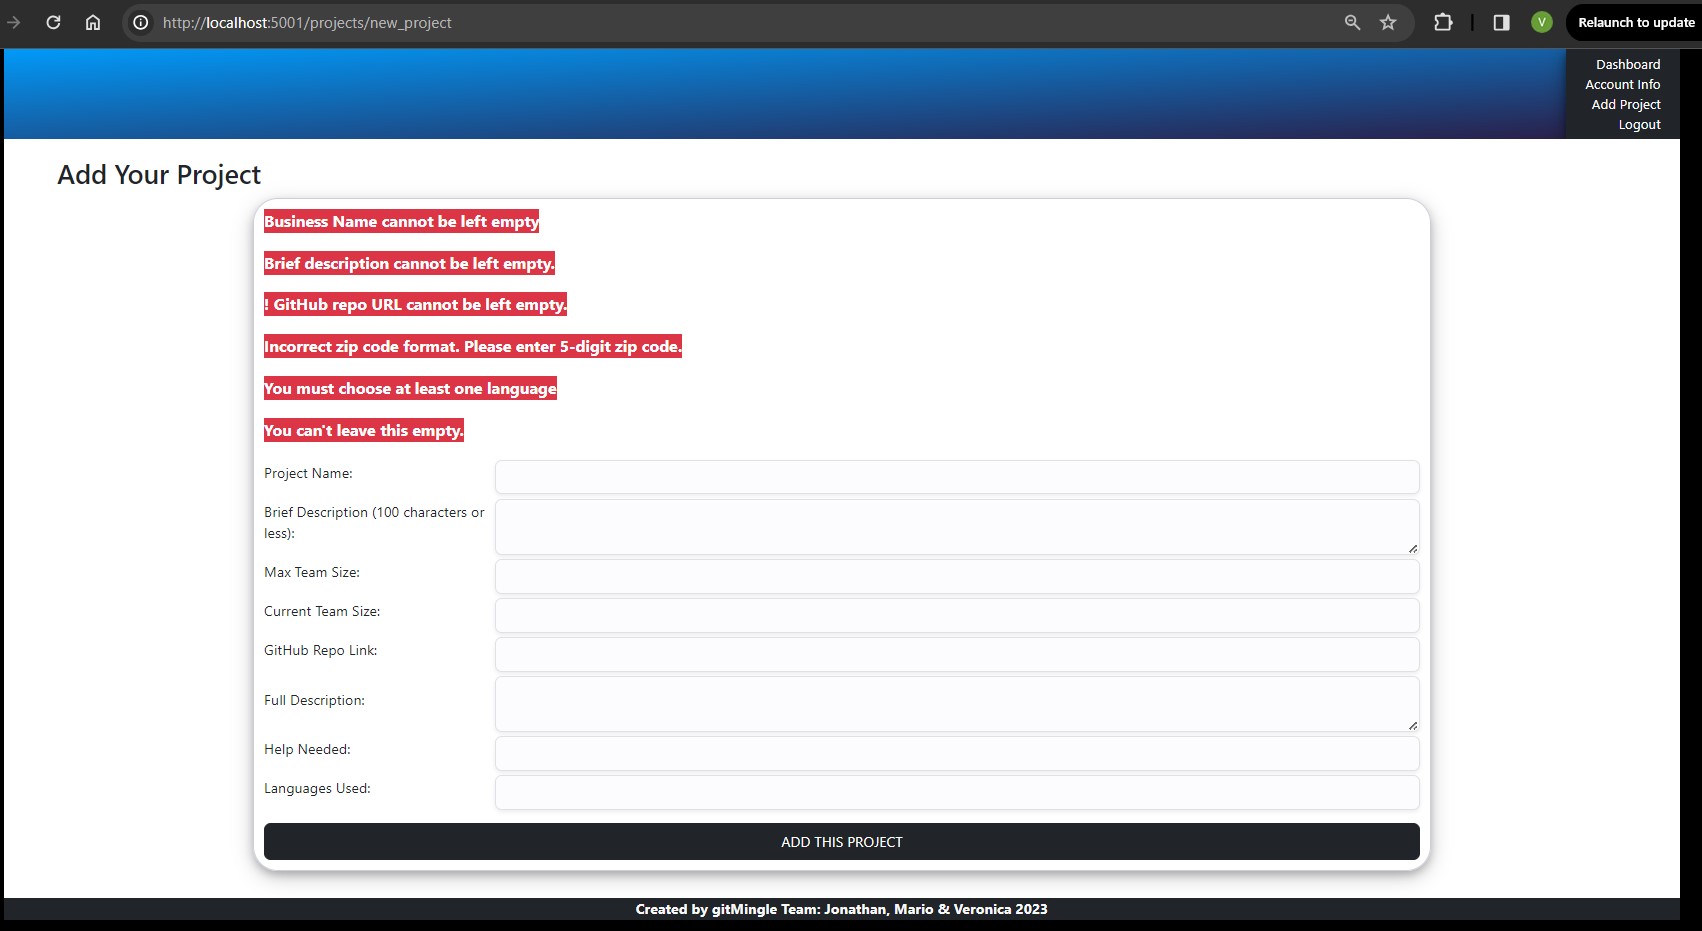 http://localhost:5001/projects/new_project
V
Relaunch to update
Dashboard
Account Info
Add Project
Logout
Add Your Project
Business Name cannot be left empty
Brief description cannot be left empty.
! GitHub repo URL cannot be left empty.
Incorrect zip code format. Please enter 5-digit zip code.
You must choose at least one language
You can't leave this empty.
Project Name:
Brief Description (100 characters or
less):
Max Team Size:
Current Team Size:
GitHub Repo Link:
Full Description:
Help Needed:
Languages Used:
ADD THIS PROJECT
Created by gitMingle Team: Jonathan, Mario & Veronica 2023